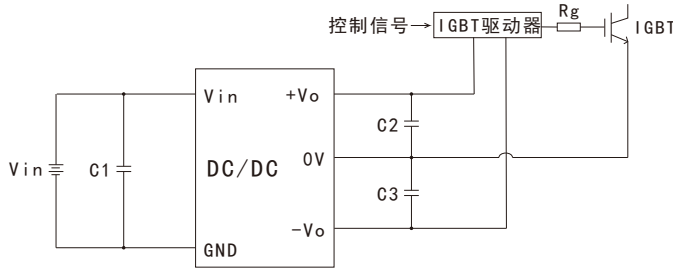 Rg
控制信号
IGBT驱动器
IGBT
Vin
+Vo
C2
Vin
C1
DC/DC
0V
C3
-Vo
GND